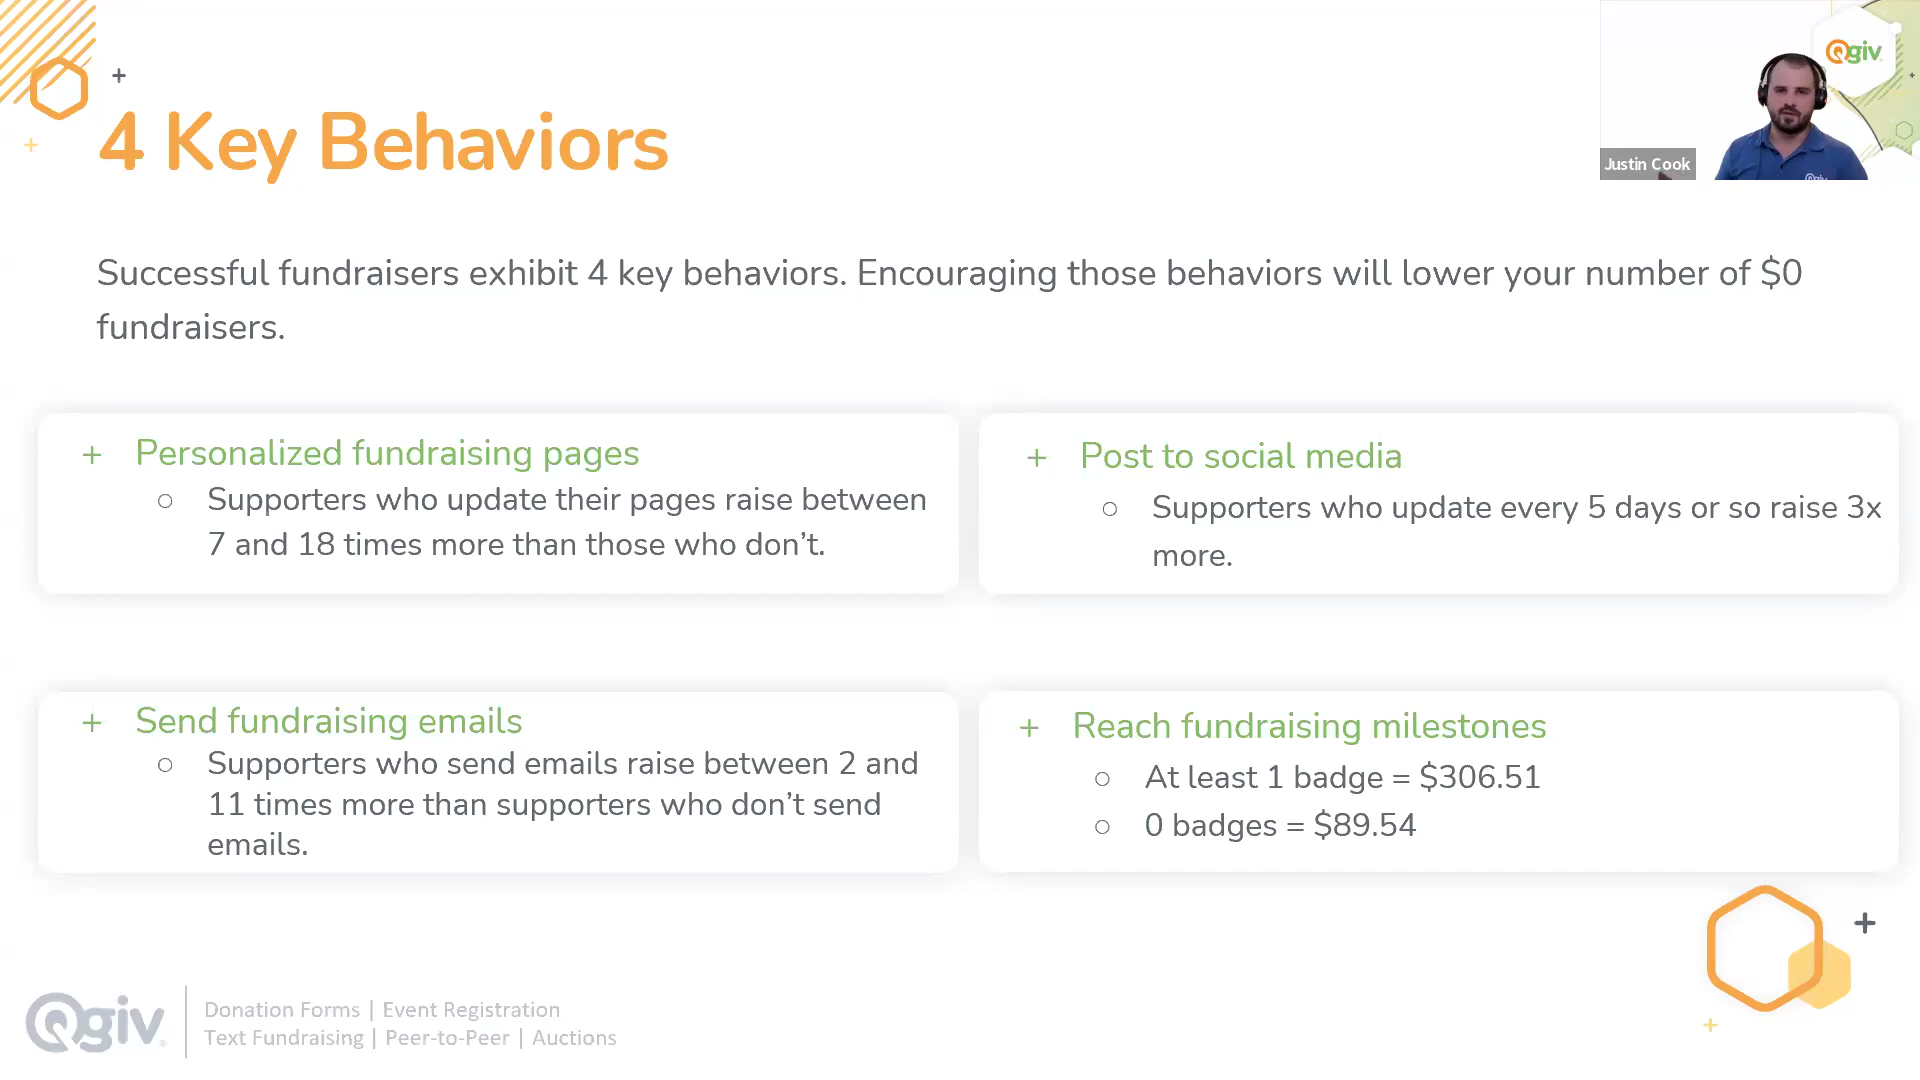 4 Key Behaviors
Qgiv
Justin Cook
Qgiv
Successful fundraisers exhibit 4 key behaviors. Encouraging those behaviors will lower your number of $0
fundraisers.
+ Personalized fundraising pages
○ Supporters who update their pages raise between
7 and 18 times more than those who don’t.
+ Post to social media
○ Supporters who update every 5 days or so raise 3x
more.
+ Send fundraising emails
○ Supporters who send emails raise between 2 and
11 times more than supporters who don’t send
emails.
+ Reach fundraising milestones
○ At least 1 badge = $306.51
○ 0 badges = $89.54
Qgiv
Donation Forms | Event Registration
Text Fundraising | Peer-to-Peer | Auctions